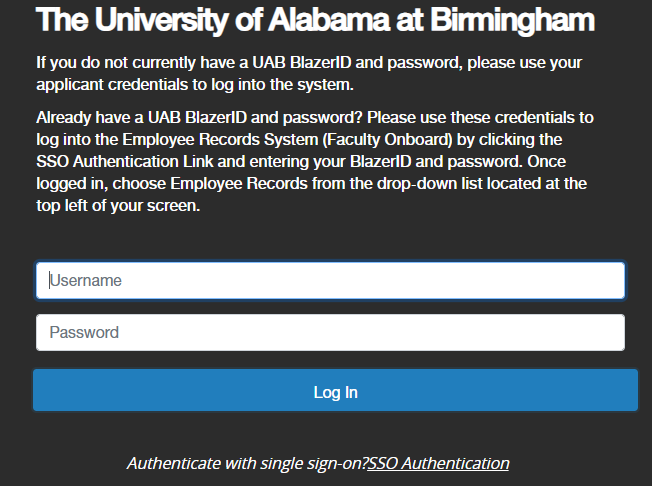 The University of Alabama at Birmingham
If you do not currently have a UAB BlazerID and password, please use your
applicant credentials to log into the system.
Already have a UAB BlazerID and password? Please use these credentials to
log into the Employee Records System (Faculty Onboard) by clicking the
SSO Authentication Link and entering your BlazerID and password. Once
logged in, choose Employee Records from the drop-down list located at the
top left of your screen.
Username
Password
Log In
Authenticate with single sign-on?SSO Authentication